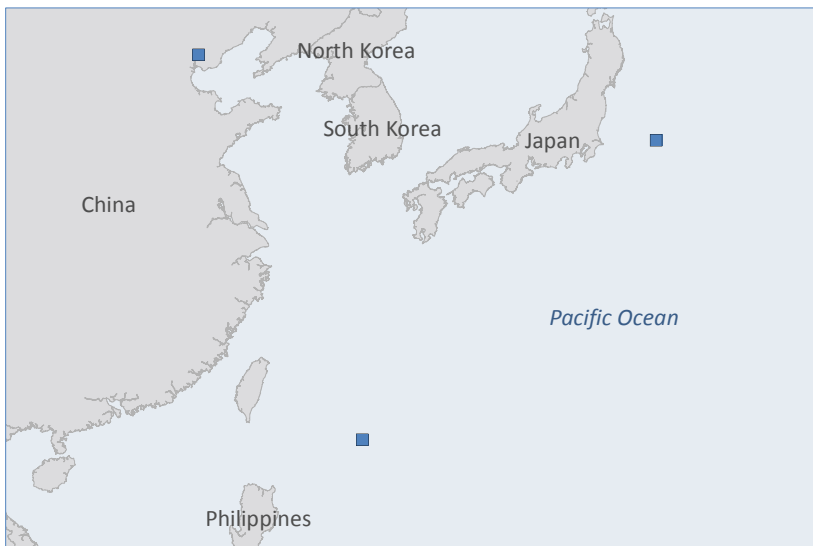 North Korea
South Korea
Japan
China
Pacific Ocean
Philippines